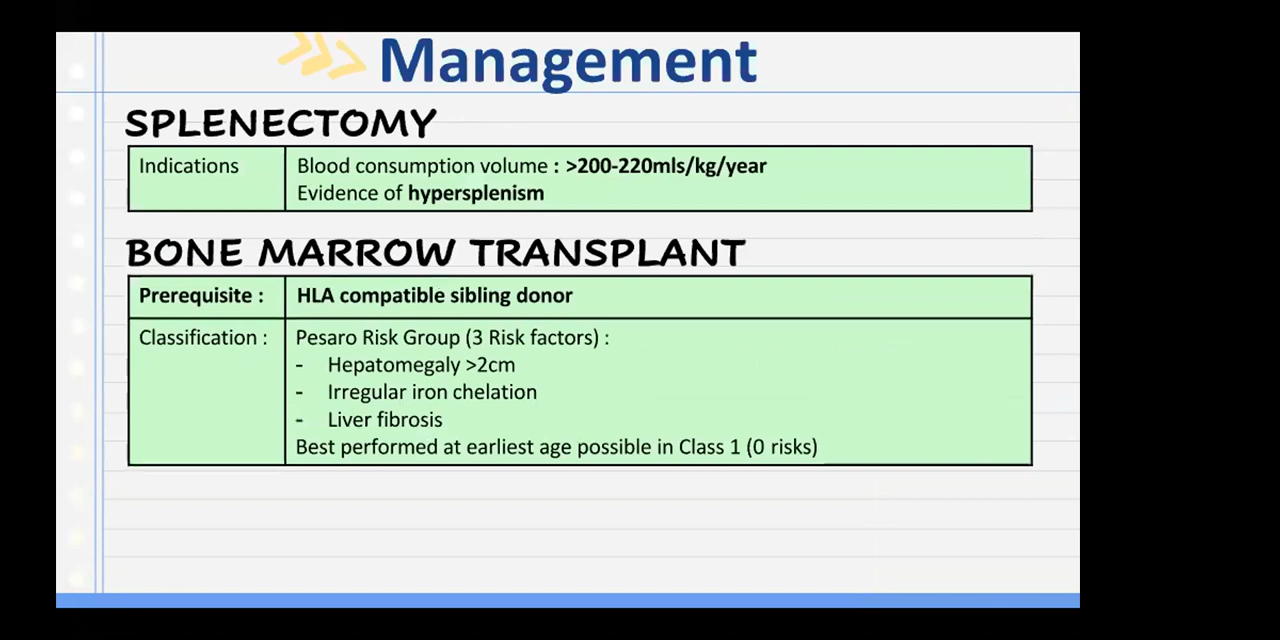 Management
SPLENECTOMY
Indications
Blood consumption volume : >200-220mls/kg/year
Evidence of hypersplenism
BONE MARROW TRANSPLANT
Prerequisite :
HLA compatible sibling donor
Classification :
Pesaro Risk Group (3 Risk factors) :
- Hepatomegaly >2cm
- Irregular iron chelation
- Liver fibrosis
Best performed at earliest age possible in Class 1 (0 risks)